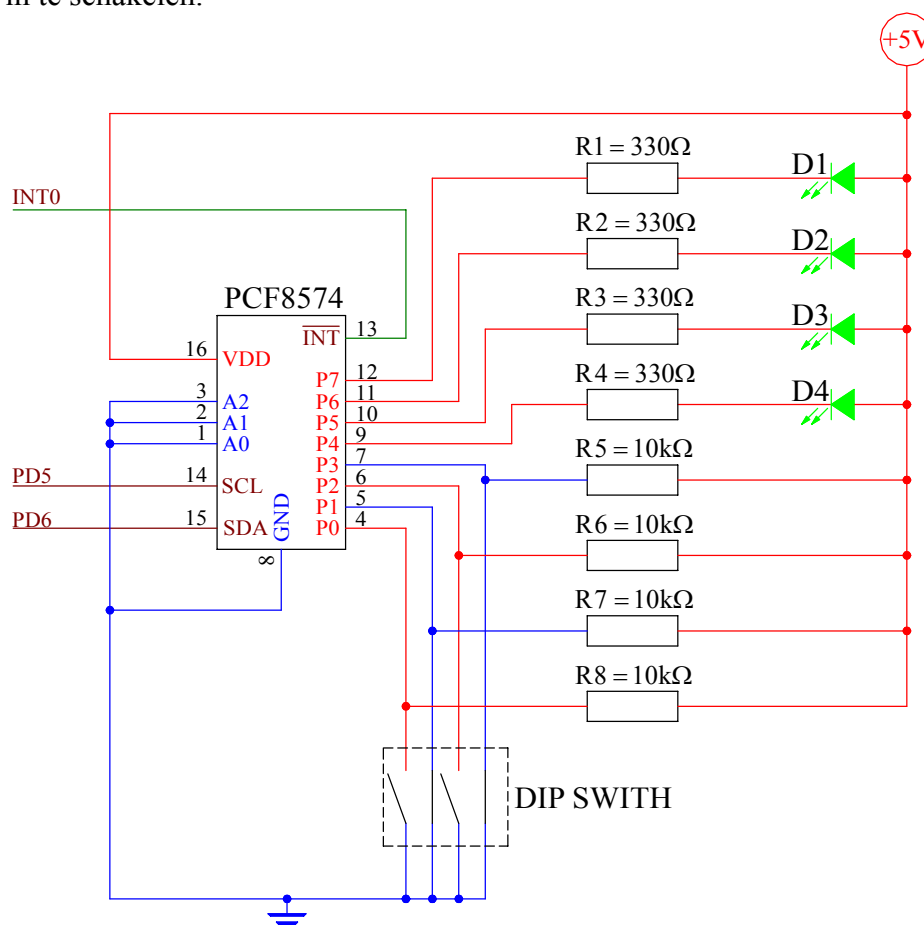 in te schakelen.
+5V
R1 = 330Ω
D1
INT0
R2 = 330Ω
D2
PCF8574
R3 = 330Ω
D3
INT
13
16
VDD
R4 = 330Ω
D4
P7
12
3
A2
P6
11
2
A1
P5
10
1
A0
P4
9
R5 = 10kΩ
P3
7
PD5
14
SCL
P2
6
P1
5
PD6
15
SDA
GND
P0
4
R6 = 10kΩ
8
R7 = 10kΩ
R8 = 10kΩ
DIP SWITH